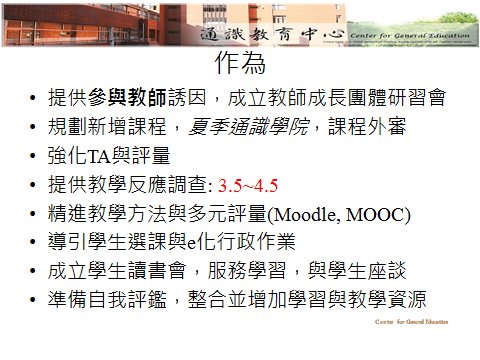 通識教育中心 Center for General Education
作為
• 提供參與教師誘因，成立教師成長團體研習會
• 規劃新增課程，夏季通識學院，課程外審
• 強化TA與評量
• 提供教學反應調查: 3.5~4.5
• 精進教學方法與多元評量(Moodle, MOOC)
• 導引學生選課與e化行政作業
• 成立學生讀書會，服務學習，與學生座談
• 準備自我評鑑，整合並增加學習與教學資源
Center for General Education